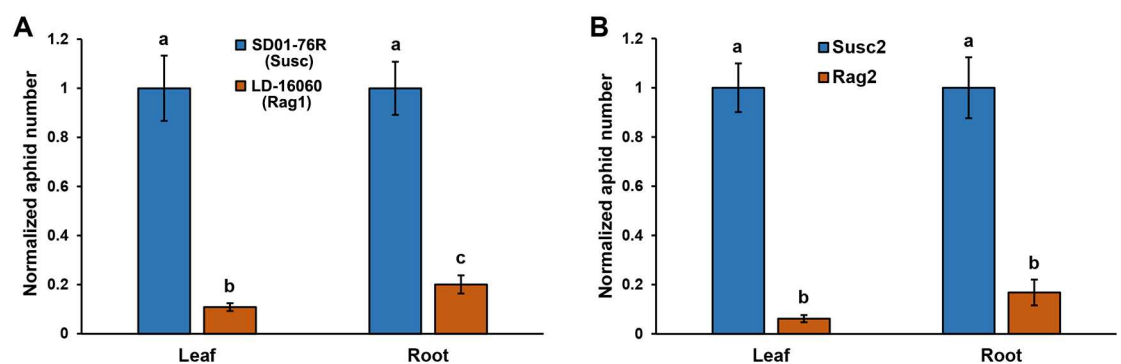 A
Normalized aphid number
1.2
1
0.8
0.6
0.4
0.2
0
a
b
a
c
SD01-76R
(Susc)
LD-16060
(Rag1)
Leaf
Root
B
Normalized aphid number
1.2
1
0.8
0.6
0.4
0.2
0
a
b
a
b
Susc2
Rag2
Leaf
Root